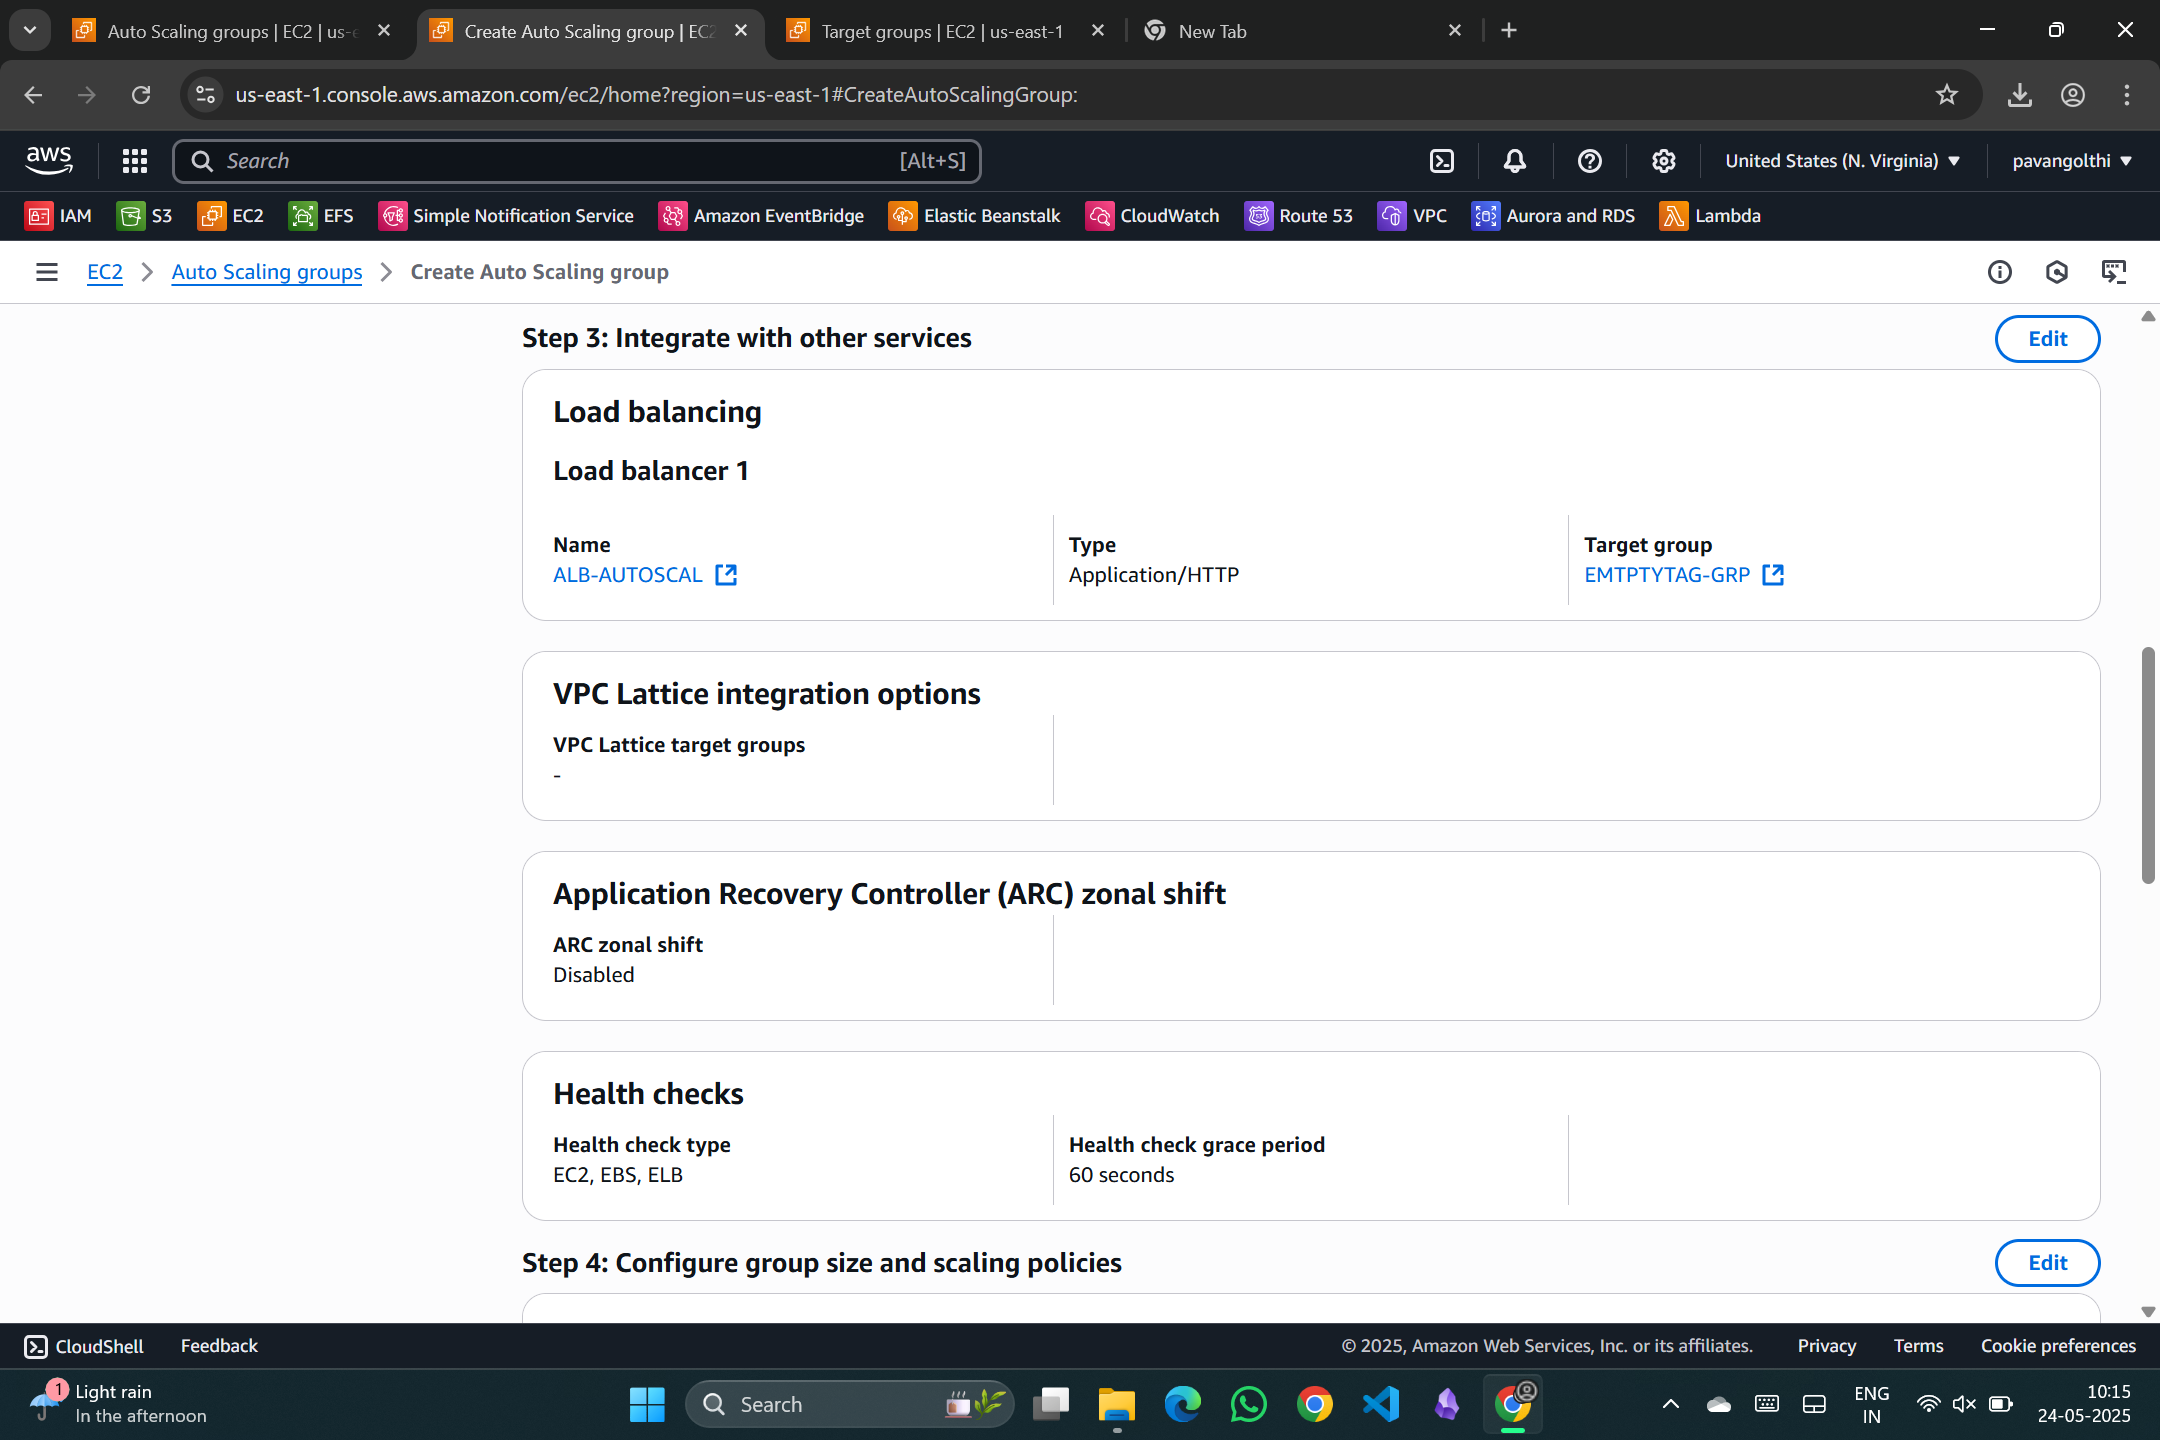 Auto Scaling groups | EC2 | us-e
Create Auto Scaling group | EC2
Target groups | EC2 | us-east-1
New Tab
us-east-1.console.aws.amazon.com/ec2/home?region=us-east-1#CreateAutoScalingGroup:
aws
Search
[Alt+S]
United States (N. Virginia)
pavangolthi
IAM
S3
EC2
EFS
Simple Notification Service
Amazon EventBridge
Elastic Beanstalk
CloudWatch
Route 53
VPC
Aurora and RDS
Lambda
EC2
Auto Scaling groups
Create Auto Scaling group
Step 3: Integrate with other services
Edit
Load balancing
Load balancer 1
Name
ALB-AUTOSCAL
Type
Application/HTTP
Target group
EMTPTYTAG-GRP
VPC Lattice integration options
VPC Lattice target groups
-
Application Recovery Controller (ARC) zonal shift
ARC zonal shift
Disabled
Health checks
Health check type
EC2, EBS, ELB
Health check grace period
60 seconds
Step 4: Configure group size and scaling policies
Edit
CloudShell
Feedback
© 2025, Amazon Web Services, Inc. or its affiliates.
Privacy
Terms
Cookie preferences
1
Light rain
In the afternoon
Search
ENG
IN
10:15
24-05-2025